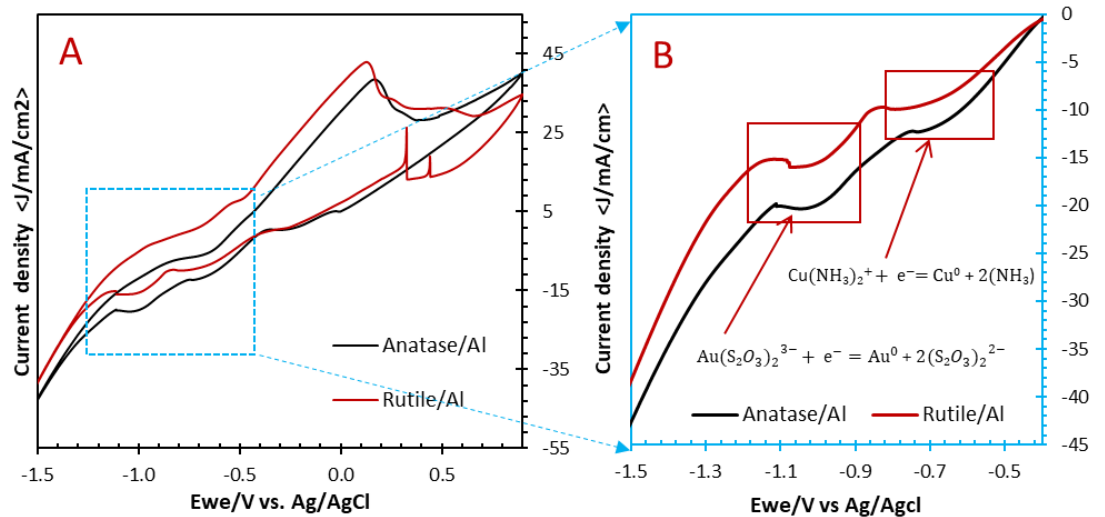 A
Current density <J/mA/cm2>
45
25
5
-15
-35
-55
-1.5
-1.0
-0.5
0.0
0.5
Ewe/V vs. Ag/AgCl
Anatase/Al
Rutile/Al
B
Current density <J/mA/cm>
0
-5
-10
-15
-20
-25
-30
-35
-40
-45
-1.5
-1.3
-1.1
-0.9
-0.7
-0.5
Ewe/V vs Ag/Agcl
Cu(NH₃)₂⁺ + e⁻= Cu⁰ + 2(NH₃)
Au(S₂O₃)₂³⁻ + e⁻ = Au⁰ + 2(S₂O₃)₂²⁻
Anatase/Al
Rutile/Al